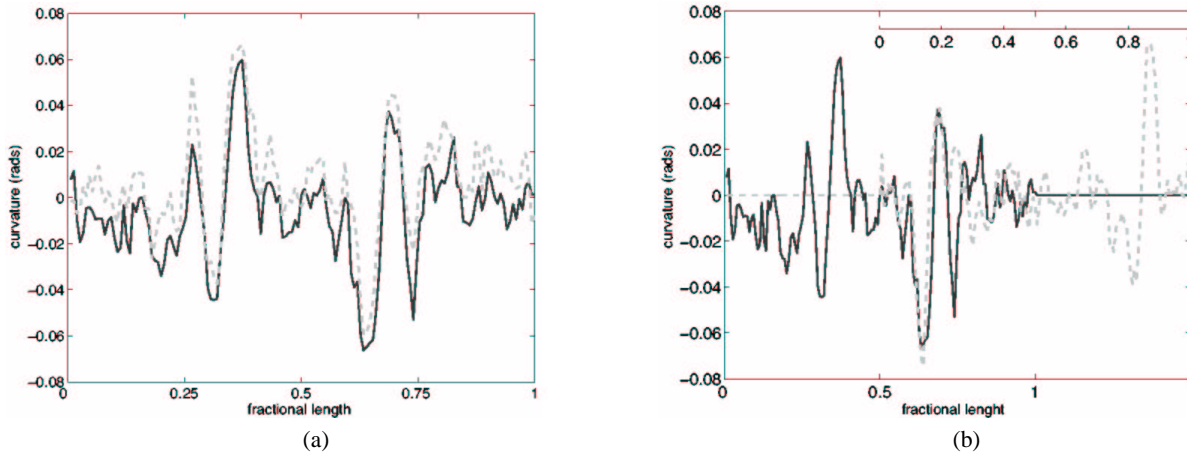 0.08
0.06
0.04
0.02
0
−0.02
−0.04
−0.06
−0.08
curvature (rads)
0 0.25 0.5 0.75 1
fractional length
(a)
0 0.2 0.4 0.6 0.8
0.08
0.06
0.04
0.02
0
−0.02
−0.04
−0.06
−0.08
curvature (rads)
0 0.5 1
fractional lenght
(b)